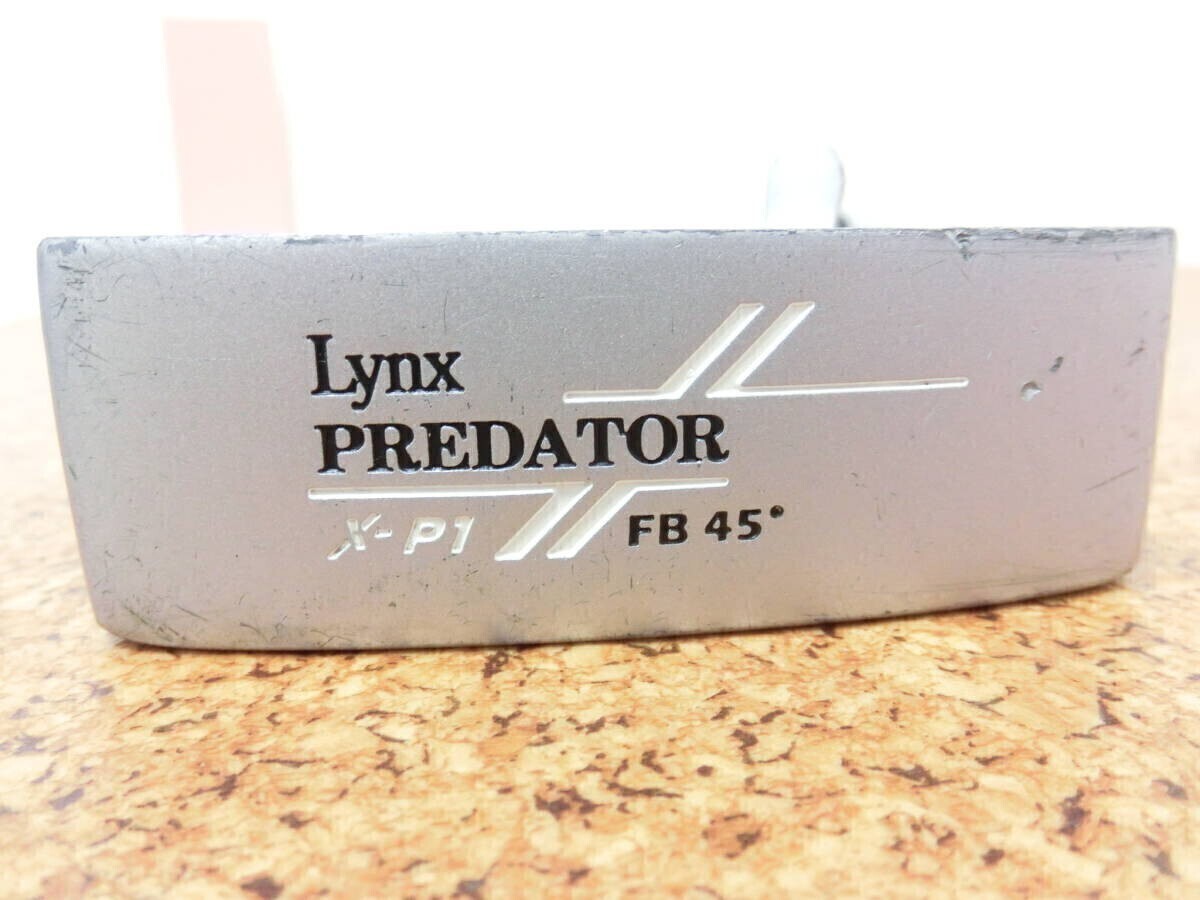 Lynx
PREDATOR
X-P1 FB 45°